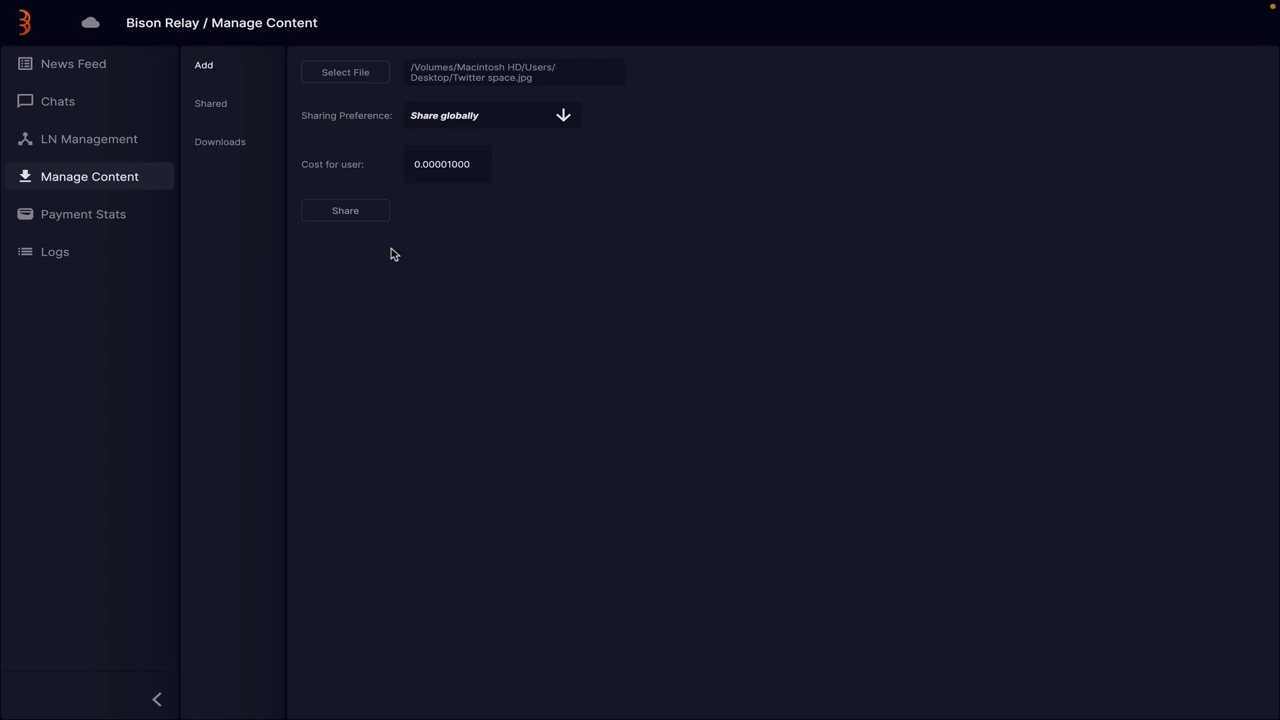 Bison Relay / Manage Content
News Feed
Chats
LN Management
Manage Content
Payment Stats
Logs
Add
Shared
Downloads
Select File
/Volumes/Macintosh HD/Users/
Desktop/Twitter space.jpg
Sharing Preference:
Share globally
Cost for user:
0.00001000
Share